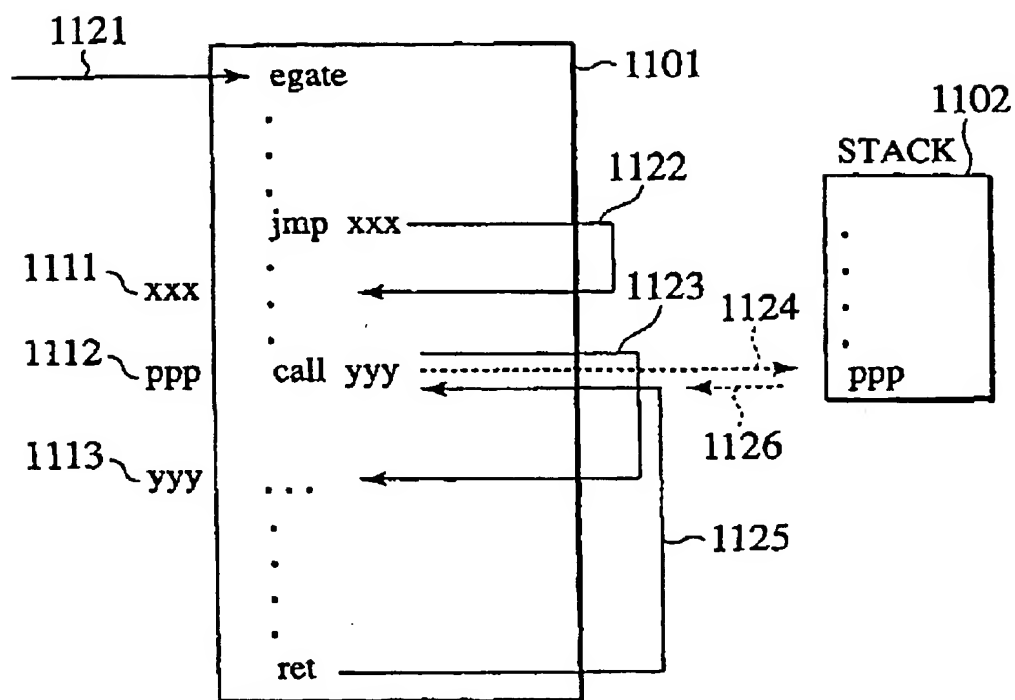 1121
egate
1101
1102
STACK
1122
jmp xxx
1111
xxx
1123
1124
1112
ppp
call yyy
ppp
1126
1113
yyy
1125
ret